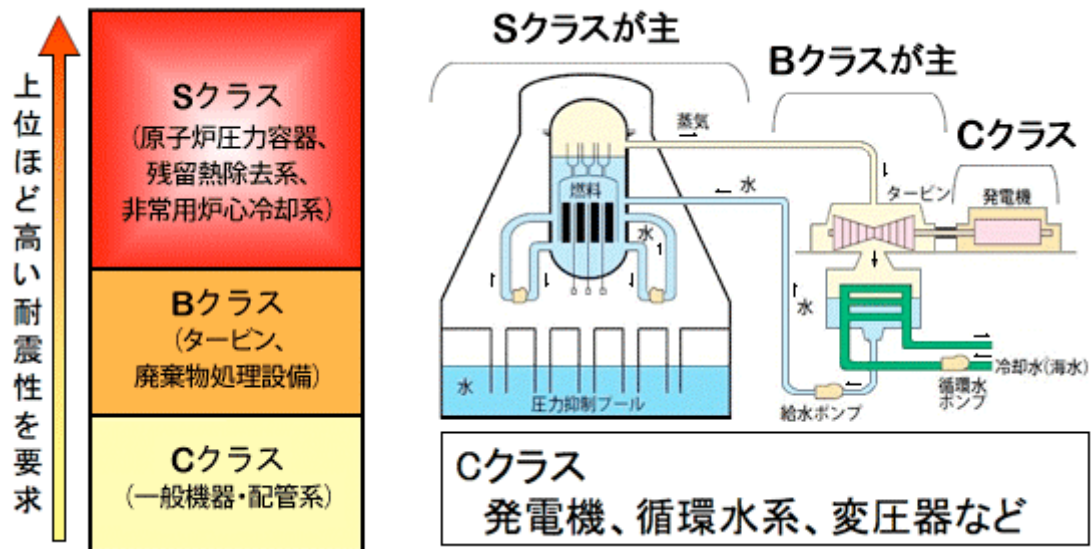 上位ほど高い耐震性を要求
Sクラス
(原子炉圧力容器、
残留熱除去系、
非常用炉心冷却系)
Bクラス
(タービン、
廃棄物処理設備)
Cクラス
(一般機器・配管系)
Sクラスが主
Bクラスが主
Cクラス
蒸気
水
燃料
タービン
発電機
水
水
冷却水(海水)
循環水
ポンプ
給水ポンプ
水
圧力抑制プール
Cクラス
発電機、循環水系、変圧器など